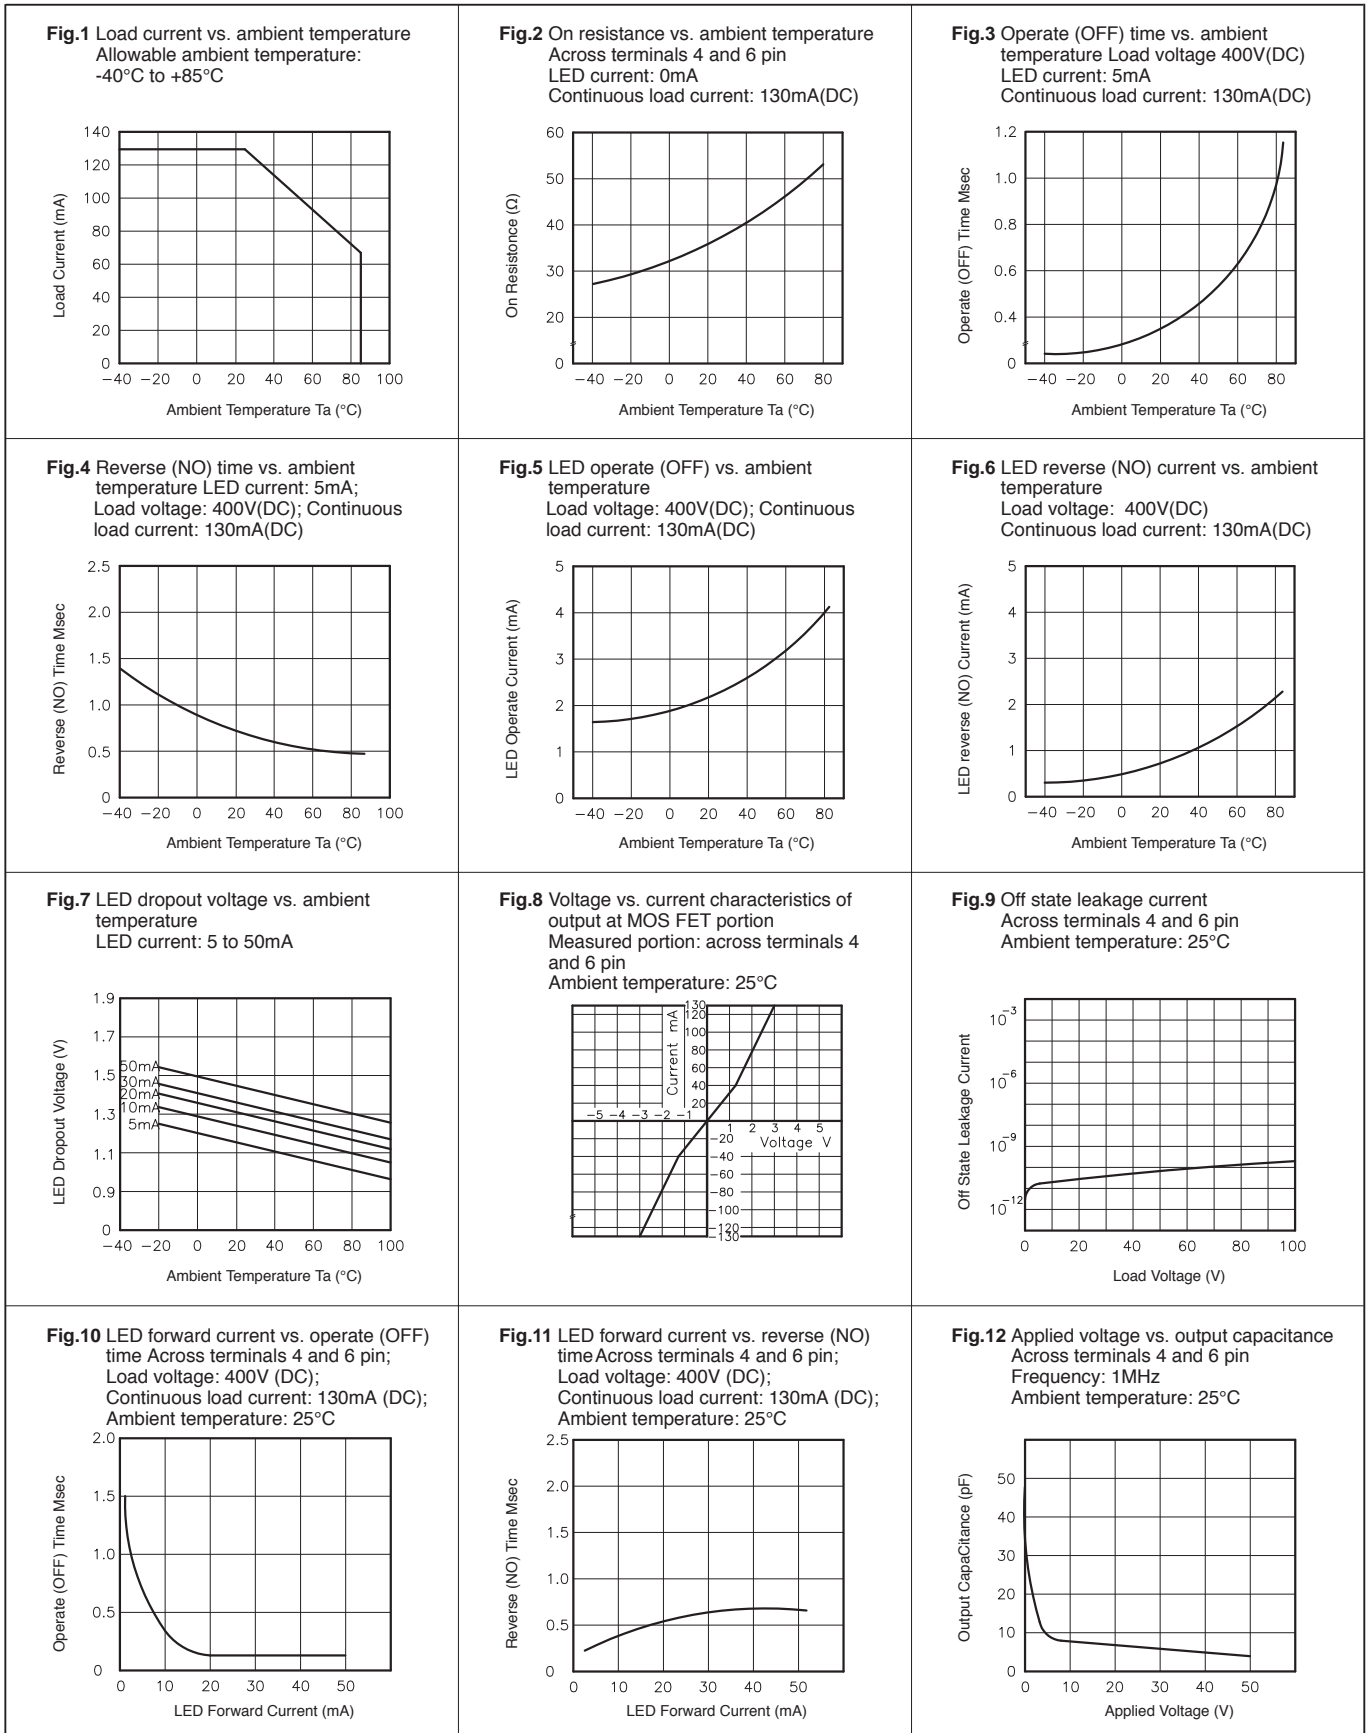 Fig.1 Load current vs. ambient temperature
Allowable ambient temperature:
-40°C to +85°C
140
120
100
80
60
40
20
0
Load Current (mA)
−40 −20 0 20 40 60 80 100
Ambient Temperature Ta (°C)
Fig.2 On resistance vs. ambient temperature
Across terminals 4 and 6 pin
LED current: 0mA
Continuous load current: 130mA(DC)
60
50
40
30
20
0
On Resistonce (Ω)
−40 −20 0 20 40 60 80
Ambient Temperature Ta (°C)
Fig.3 Operate (OFF) time vs. ambient
temperature Load voltage 400V(DC)
LED current: 5mA
Continuous load current: 130mA(DC)
1.2
1.0
0.8
0.6
0.4
0
Operate (OFF) Time Msec
−40 −20 0 20 40 60 80
Ambient Temperature Ta (°C)
Fig.4 Reverse (NO) time vs. ambient
temperature LED current: 5mA;
Load voltage: 400V(DC); Continuous
load current: 130mA(DC)
2.5
2.0
1.5
1.0
0.5
0
Reverse (NO) Time Msec
−40 −20 0 20 40 60 80 100
Ambient Temperature Ta (°C)
Fig.5 LED operate (OFF) vs. ambient
temperature
Load voltage: 400V(DC); Continuous
load current: 130mA(DC)
5
4
3
2
1
0
LED Operate Current (mA)
−40 −20 0 20 40 60 80
Ambient Temperature Ta (°C)
Fig.6 LED reverse (NO) current vs. ambient
temperature
Load voltage: 400V(DC)
Continuous load current: 130mA(DC)
5
4
3
2
1
0
LED reverse (NO) Current (mA)
−40 −20 0 20 40 60 80
Ambient Temperature Ta (°C)
Fig.7 LED dropout voltage vs. ambient
temperature
LED current: 5 to 50mA
1.9
1.7
1.5
1.3
1.1
0.9
0
LED Dropout Voltage (V)
50mA
30mA
20mA
10mA
5mA
−40 −20 0 20 40 60 80 100
Ambient Temperature Ta (°C)
Fig.8 Voltage vs. current characteristics of
output at MOS FET portion
Measured portion: across terminals 4
and 6 pin
Ambient temperature: 25°C
130
120
100
80
60
40
20
Current mA
−5 −4 −3 −2 −1
1 2 3 4 5
Voltage V
−20
−40
−60
−80
−100
−120
−130
Fig.9 Off state leakage current
Across terminals 4 and 6 pin
Ambient temperature: 25°C
10−3
10−6
10−9
10−12
Off State Leakage Current
0 20 40 60 80 100
Load Voltage (V)
Fig.10 LED forward current vs. operate (OFF)
time Across terminals 4 and 6 pin;
Load voltage: 400V (DC);
Continuous load current: 130mA (DC);
Ambient temperature: 25°C
2.0
1.5
1.0
0.5
0
Operate (OFF) Time Msec
0 10 20 30 40 50
LED Forward Current (mA)
Fig.11 LED forward current vs. reverse (NO)
timeAcross terminals 4 and 6 pin;
Load voltage: 400V (DC);
Continuous load current: 130mA (DC);
Ambient temperature: 25°C
2.5
2.0
1.5
1.0
0.5
0
Reverse (NO) Time Msec
0 10 20 30 40 50
LED Forward Current (mA)
Fig.12 Applied voltage vs. output capacitance
Across terminals 4 and 6 pin
Frequency: 1MHz
Ambient temperature: 25°C
50
40
30
20
10
0
Output CapaCitance (pF)
0 10 20 30 40 50
Applied Voltage (V)